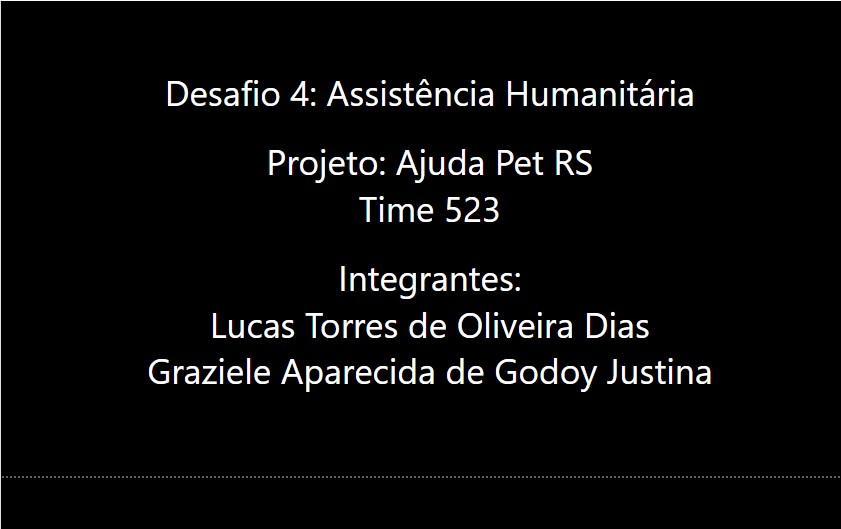 Desafio 4: Assistência Humanitária
Projeto: Ajuda Pet RS
Time 523
Integrantes:
Lucas Torres de Oliveira Dias
Graziele Aparecida de Godoy Justina